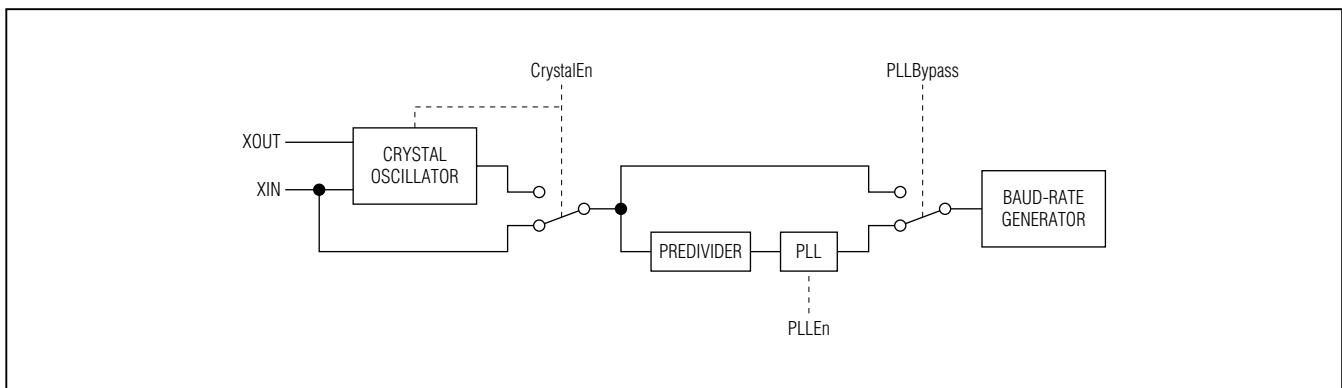 CrystalEn
PLLBypass
XOUT
XIN
CRYSTAL
OSCILLATOR
BAUD-RATE
GENERATOR
PREDIVIDER
PLL
PLLEn